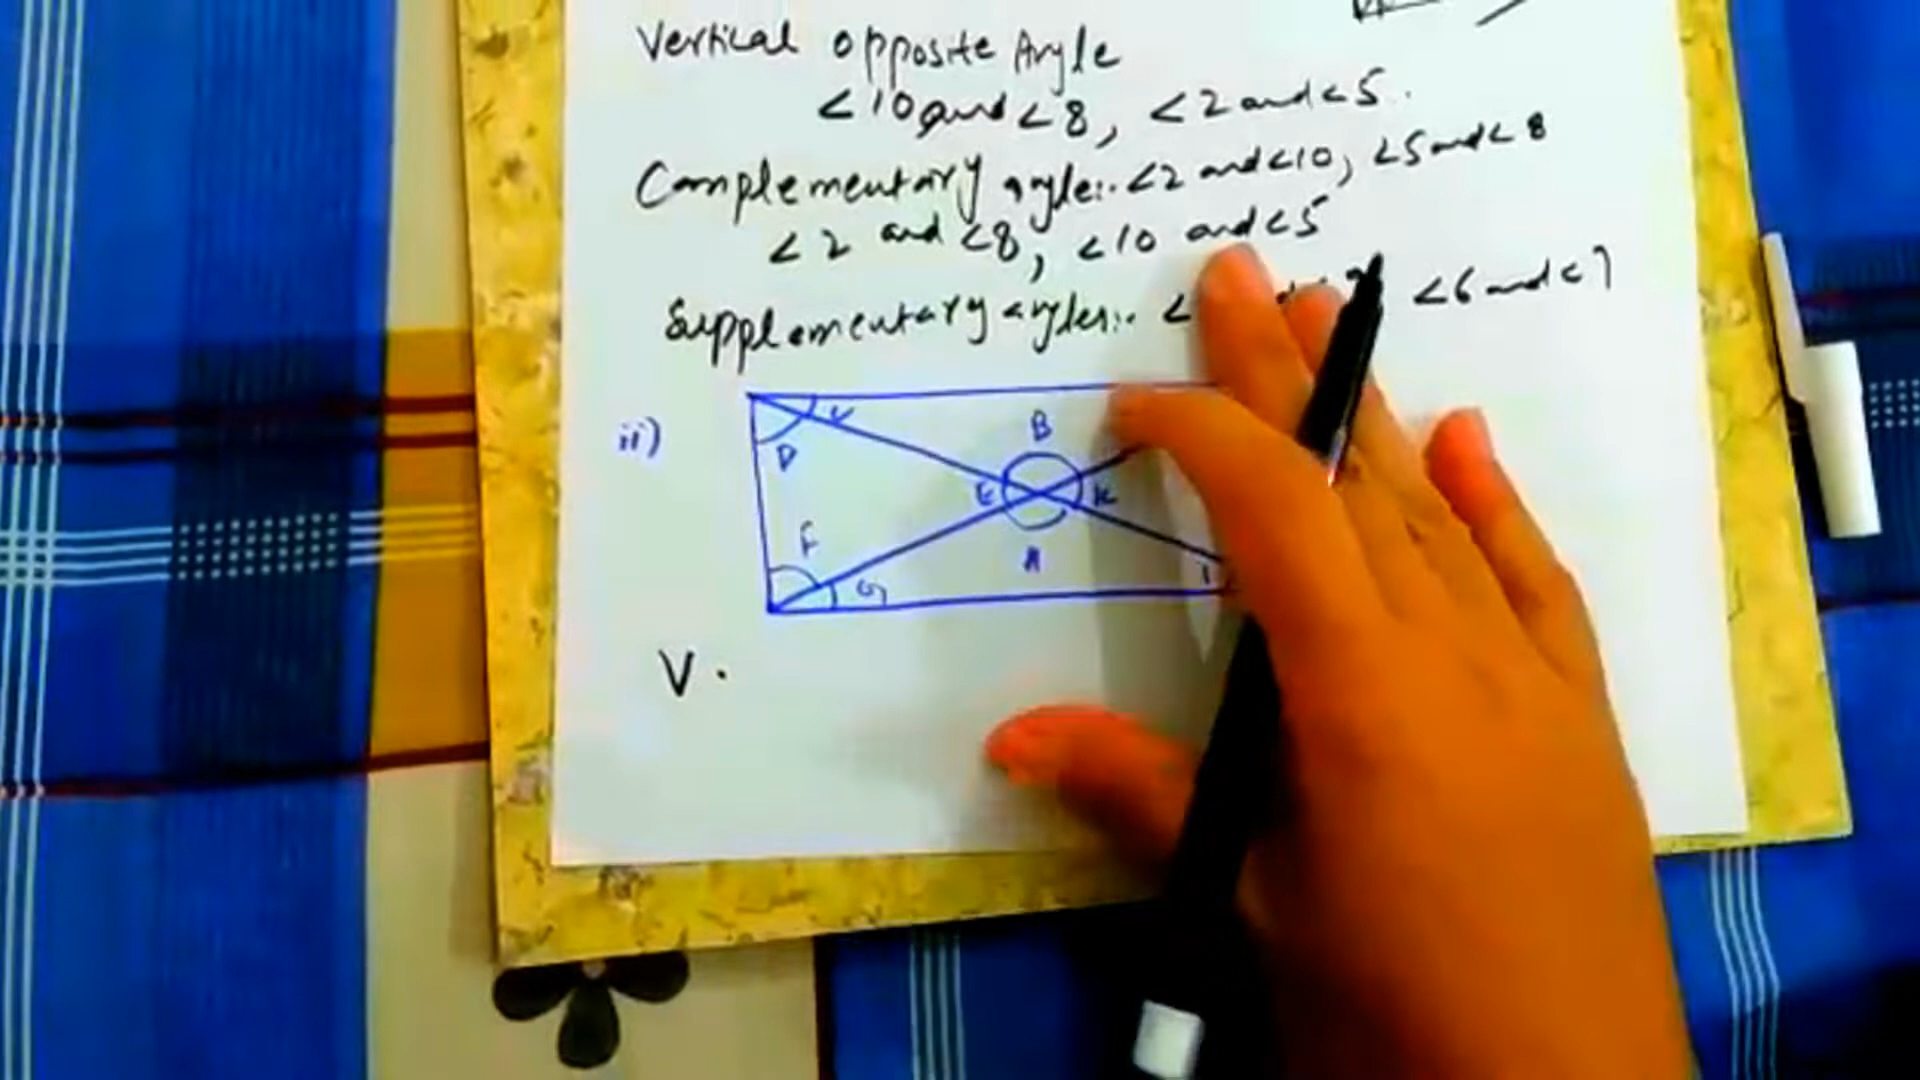 Vertical opposite Angle
<10 and <8, <2 and <5.
Complementary angle:. <2 and <10, <5 and <8
<2 and <8, <10 and <5
Supplementary angles:. < <6 and <7
ii)
B
D
E K
F
A
G
V.